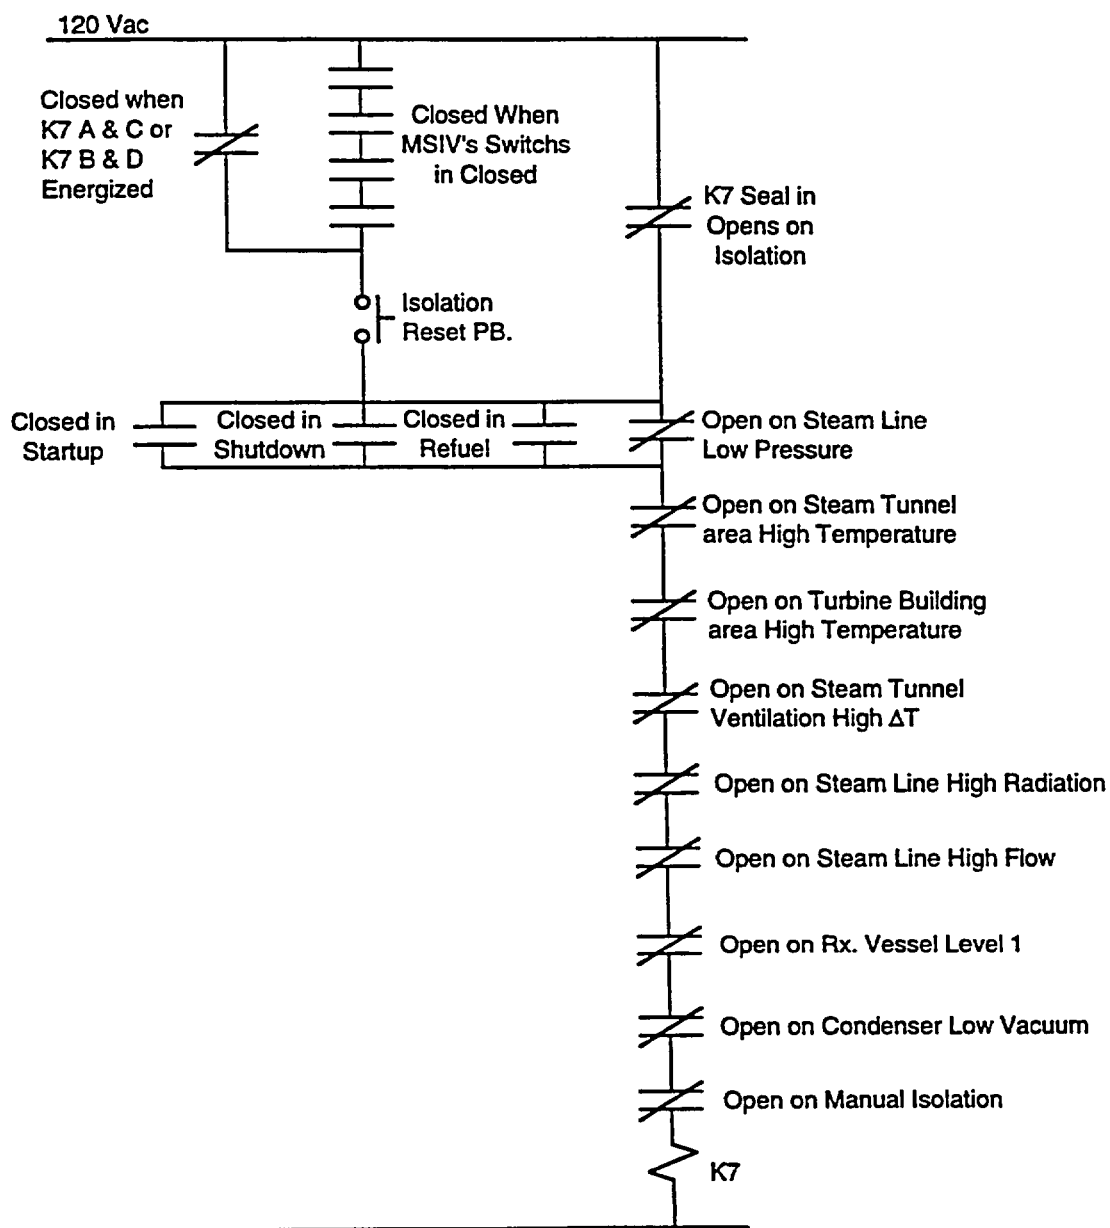 120 Vac
Closed when
K7 A & C or
K7 B & D
Energized
Closed When
MSIV's Switchs
in Closed
K7 Seal in
Opens on
Isolation
Isolation
Reset PB.
Closed in
Startup
Closed in
Shutdown
Closed in
Refuel
Open on Steam Line
Low Pressure
Open on Steam Tunnel
area High Temperature
Open on Turbine Building
area High Temperature
Open on Steam Tunnel
Ventilation High ΔT
Open on Steam Line High Radiation
Open on Steam Line High Flow
Open on Rx. Vessel Level 1
Open on Condenser Low Vacuum
Open on Manual Isolation
K7